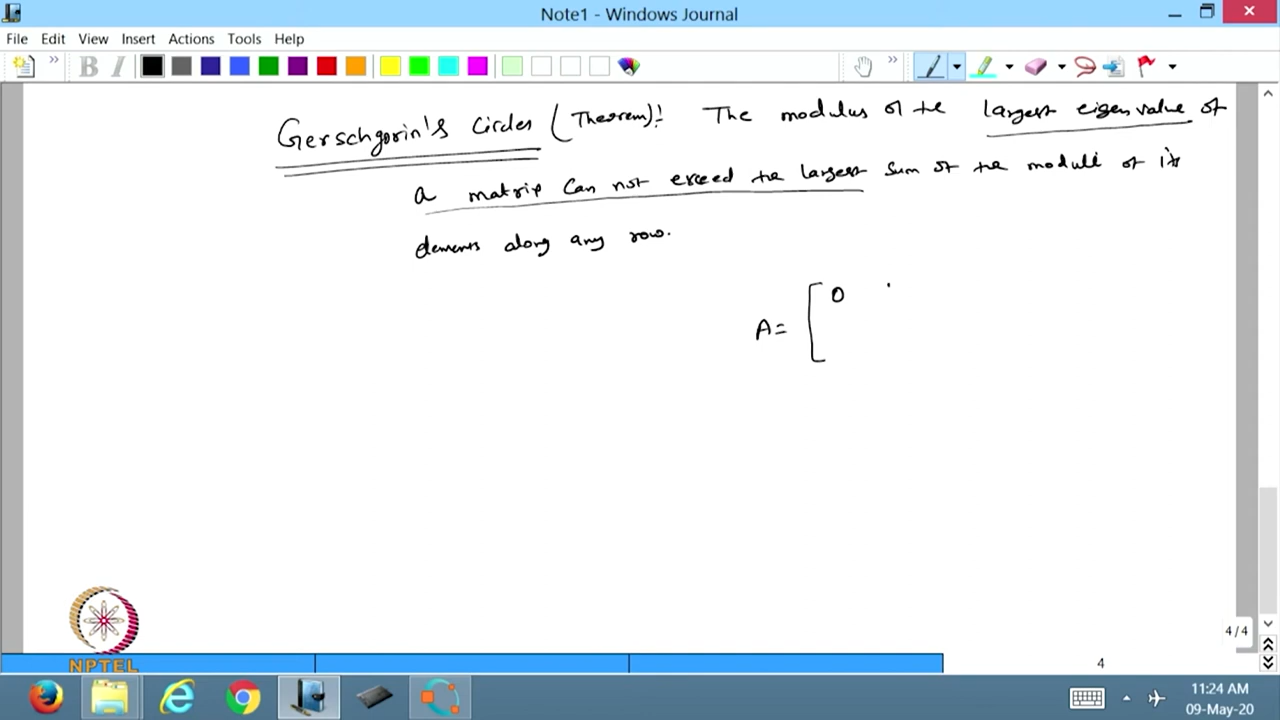 Note1 - Windows Journal
File Edit View Insert Actions Tools Help
Gerschgorin's Circles (Theorem): The modulus of the largest eigen value of
a matrix can not exceed the largest sum of the moduli of its
elements along any row.
A = [ 0
4 / 4
NPTEL
4
11:24 AM
09-May-20